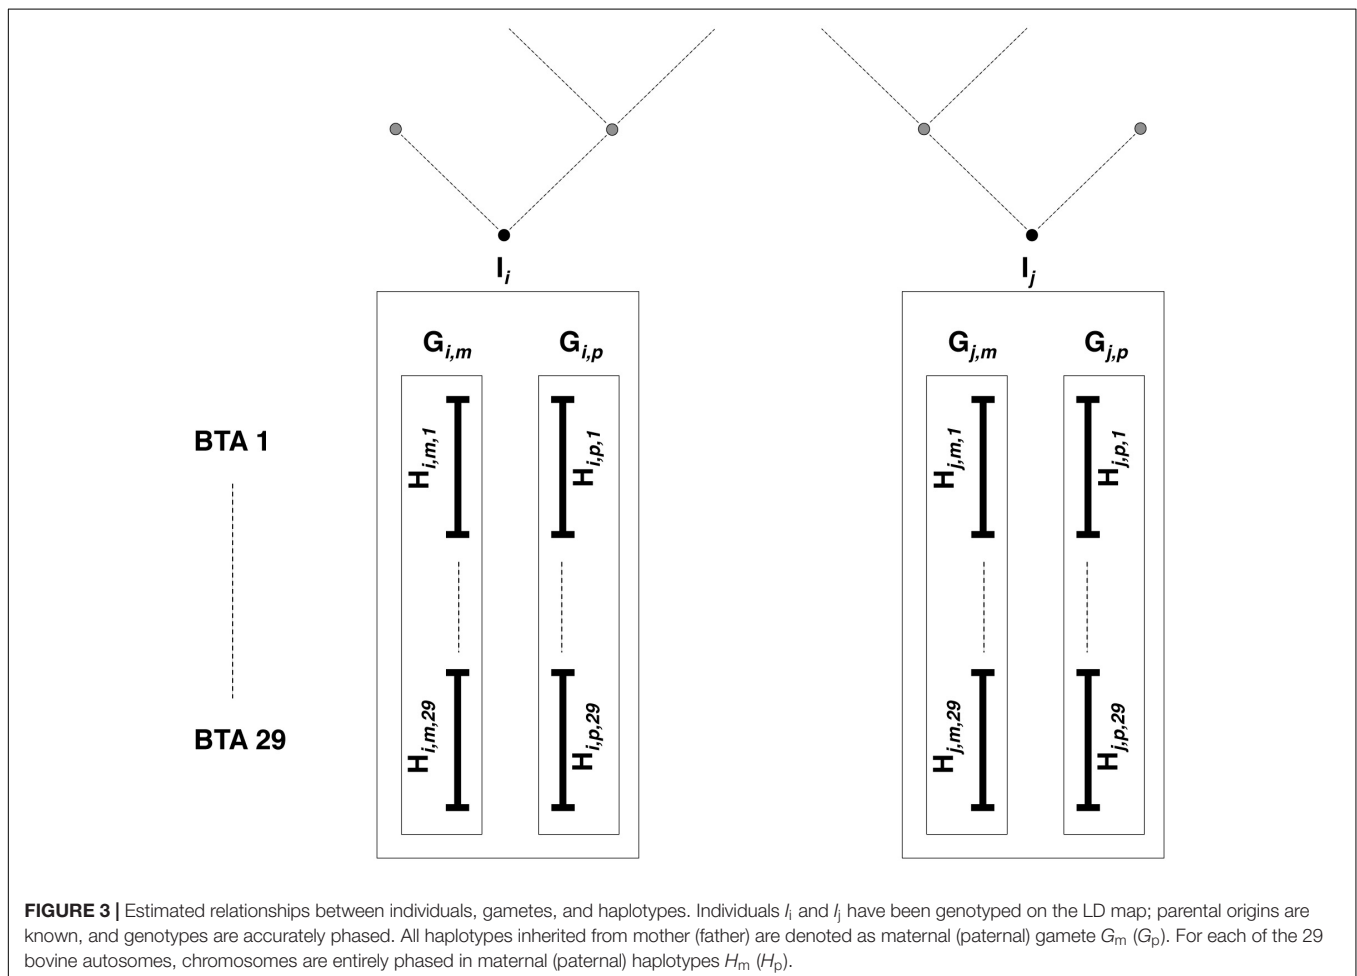 I_i I_j
G_i,m G_i,p G_j,m G_j,p
BTA 1
H_i,m,1 H_i,p,1 H_j,m,1 H_j,p,1
BTA 29
H_i,m,29 H_i,p,29 H_j,m,29 H_j,p,29
FIGURE 3 | Estimated relationships between individuals, gametes, and haplotypes. Individuals I_i and I_j have been genotyped on the LD map; parental origins are
known, and genotypes are accurately phased. All haplotypes inherited from mother (father) are denoted as maternal (paternal) gamete G_m (G_p). For each of the 29
bovine autosomes, chromosomes are entirely phased in maternal (paternal) haplotypes H_m (H_p).